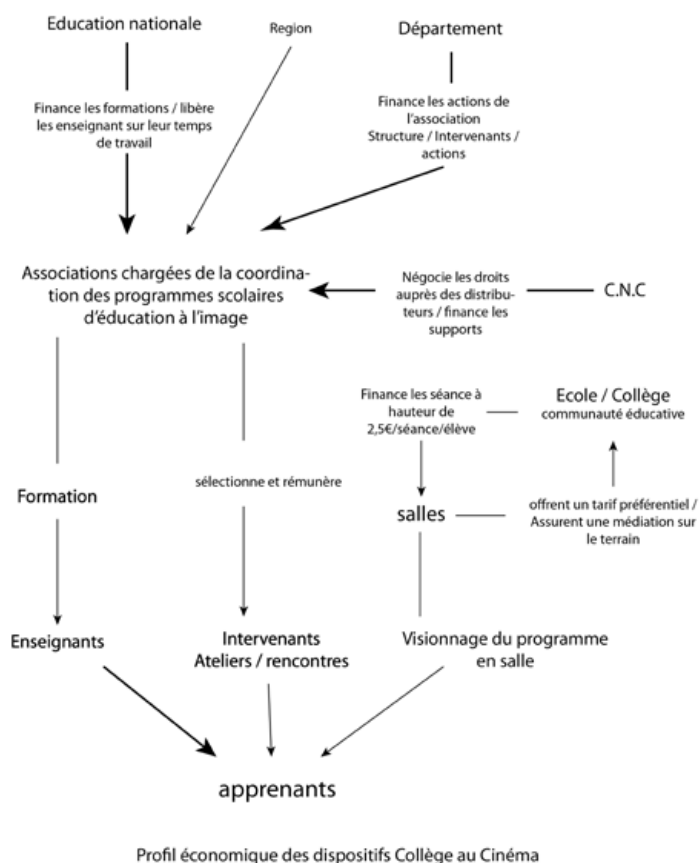 Education nationale
Region
Département
Finance les formations / libère
les enseignant sur leur temps
de travail
Finance les actions de
l'association
Structure / Intervenants /
actions
Associations chargées de la coordina-
tion des programmes scolaires
d'éducation à l'image
Négocie les droits
auprès des distribu-
teurs / finance les
supports
C.N.C
Finance les séance à
hauteur de
2,5€/séance/élève
Ecole / Collège
communauté éducative
Formation
sélectionne et rémunère
salles
offrent un tarif préférentiel /
Assurent une médiation sur
le terrain
Enseignants
Intervenants
Ateliers / rencontres
Visionnage du programme
en salle
apprenants
Profil économique des dispositifs Collège au Cinéma